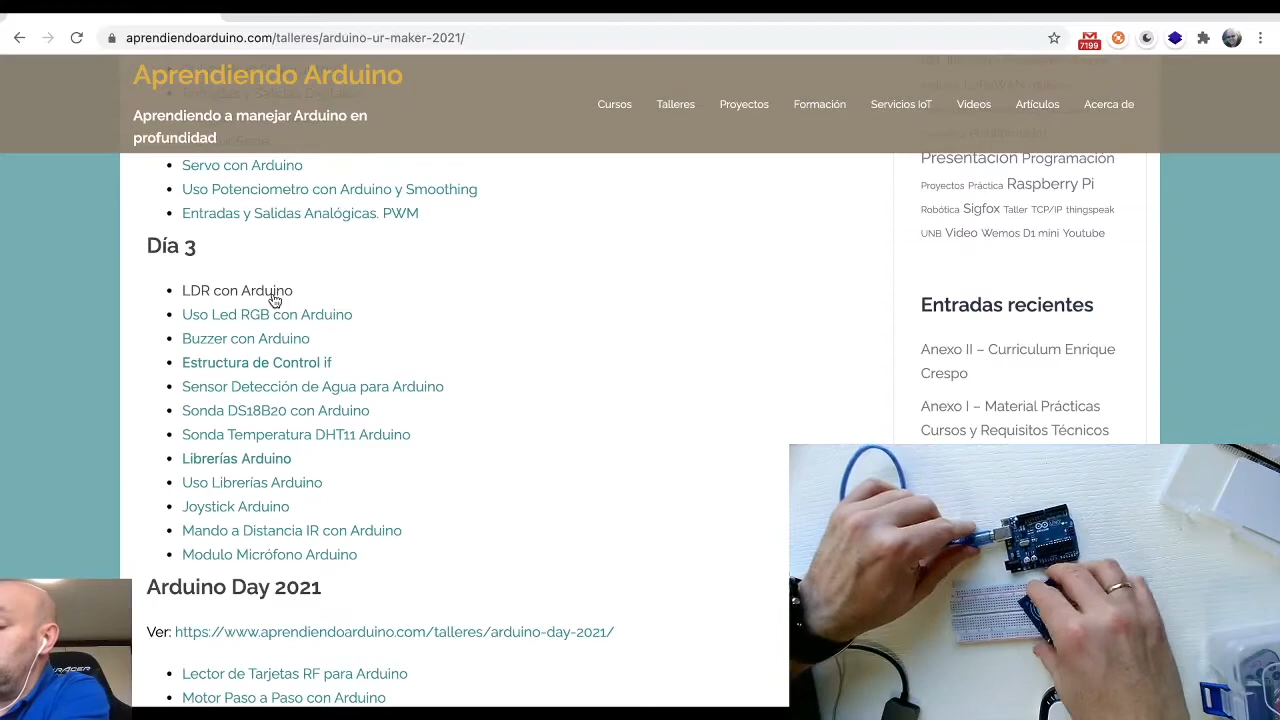 aprendiendoarduino.com/talleres/arduino-ur-maker-2021/
7199
Aprendiendo Arduino
Aprendiendo a manejar Arduino en
profundidad
Cursos Talleres Proyectos Formación Servicios IoT Videos Artículos Acerca de
Servo con Arduino
Uso Potenciometro con Arduino y Smoothing
Entradas y Salidas Analógicas. PWM
Día 3
LDR con Arduino
Uso Led RGB con Arduino
Buzzer con Arduino
Estructura de Control if
Sensor Detección de Agua para Arduino
Sonda DS18B20 con Arduino
Sonda Temperatura DHT11 Arduino
Librerías Arduino
Uso Librerías Arduino
Joystick Arduino
Mando a Distancia IR con Arduino
Modulo Micrófono Arduino
Arduino Day 2021
Ver: https://www.aprendiendoarduino.com/talleres/arduino-day-2021/
Lector de Tarjetas RF para Arduino
Motor Paso a Paso con Arduino
Presentación Programación
Proyectos Práctica Raspberry Pi
Robótica Sigfox Taller TCP/IP thingspeak
UNB Video Wemos D1 mini Youtube
Entradas recientes
Anexo II – Curriculum Enrique
Crespo
Anexo I – Material Prácticas
Cursos y Requisitos Técnicos